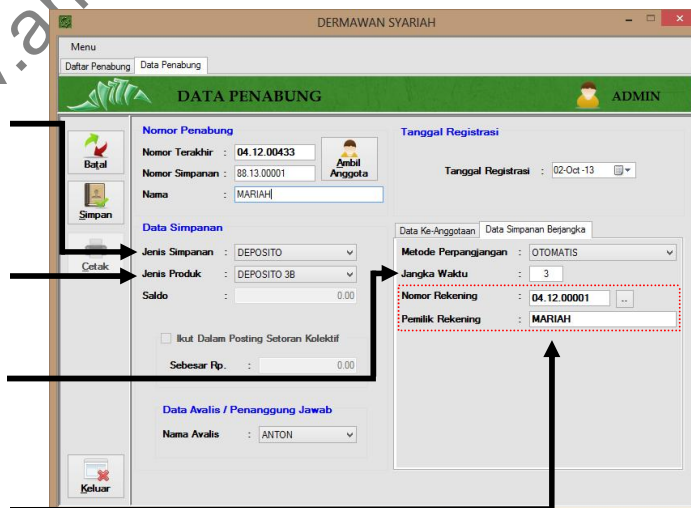 DERMAWAN SYARIAH
Menu
Daftar Penabung Data Penabung
DATA PENABUNG ADMIN
Batal
Simpan
Cetak
Keluar
Nomor Penabung
Nomor Terakhir : 04.12.00433
Nomor Simpanan : 88.13.00001
Ambil Anggota
Nama : MARIAH
Tanggal Registrasi
Tanggal Registrasi : 02-Oct-13
Data Simpanan
Jenis Simpanan : DEPOSITO
Jenis Produk : DEPOSITO 3B
Saldo : 0.00
Ikut Dalam Posting Setoran Kolektif
Sebesar Rp. : 0.00
Data Avalis / Penanggung Jawab
Nama Avalis : ANTON
Data Ke-Anggotaan Data Simpanan Berjangka
Metode Perpangjangan : OTOMATIS
Jangka Waktu : 3
Nomor Rekening : 04.12.00001 ..
Pemilik Rekening : MARIAH